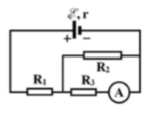 ℰ, r
+ −
R₂
R₁ R₃ A